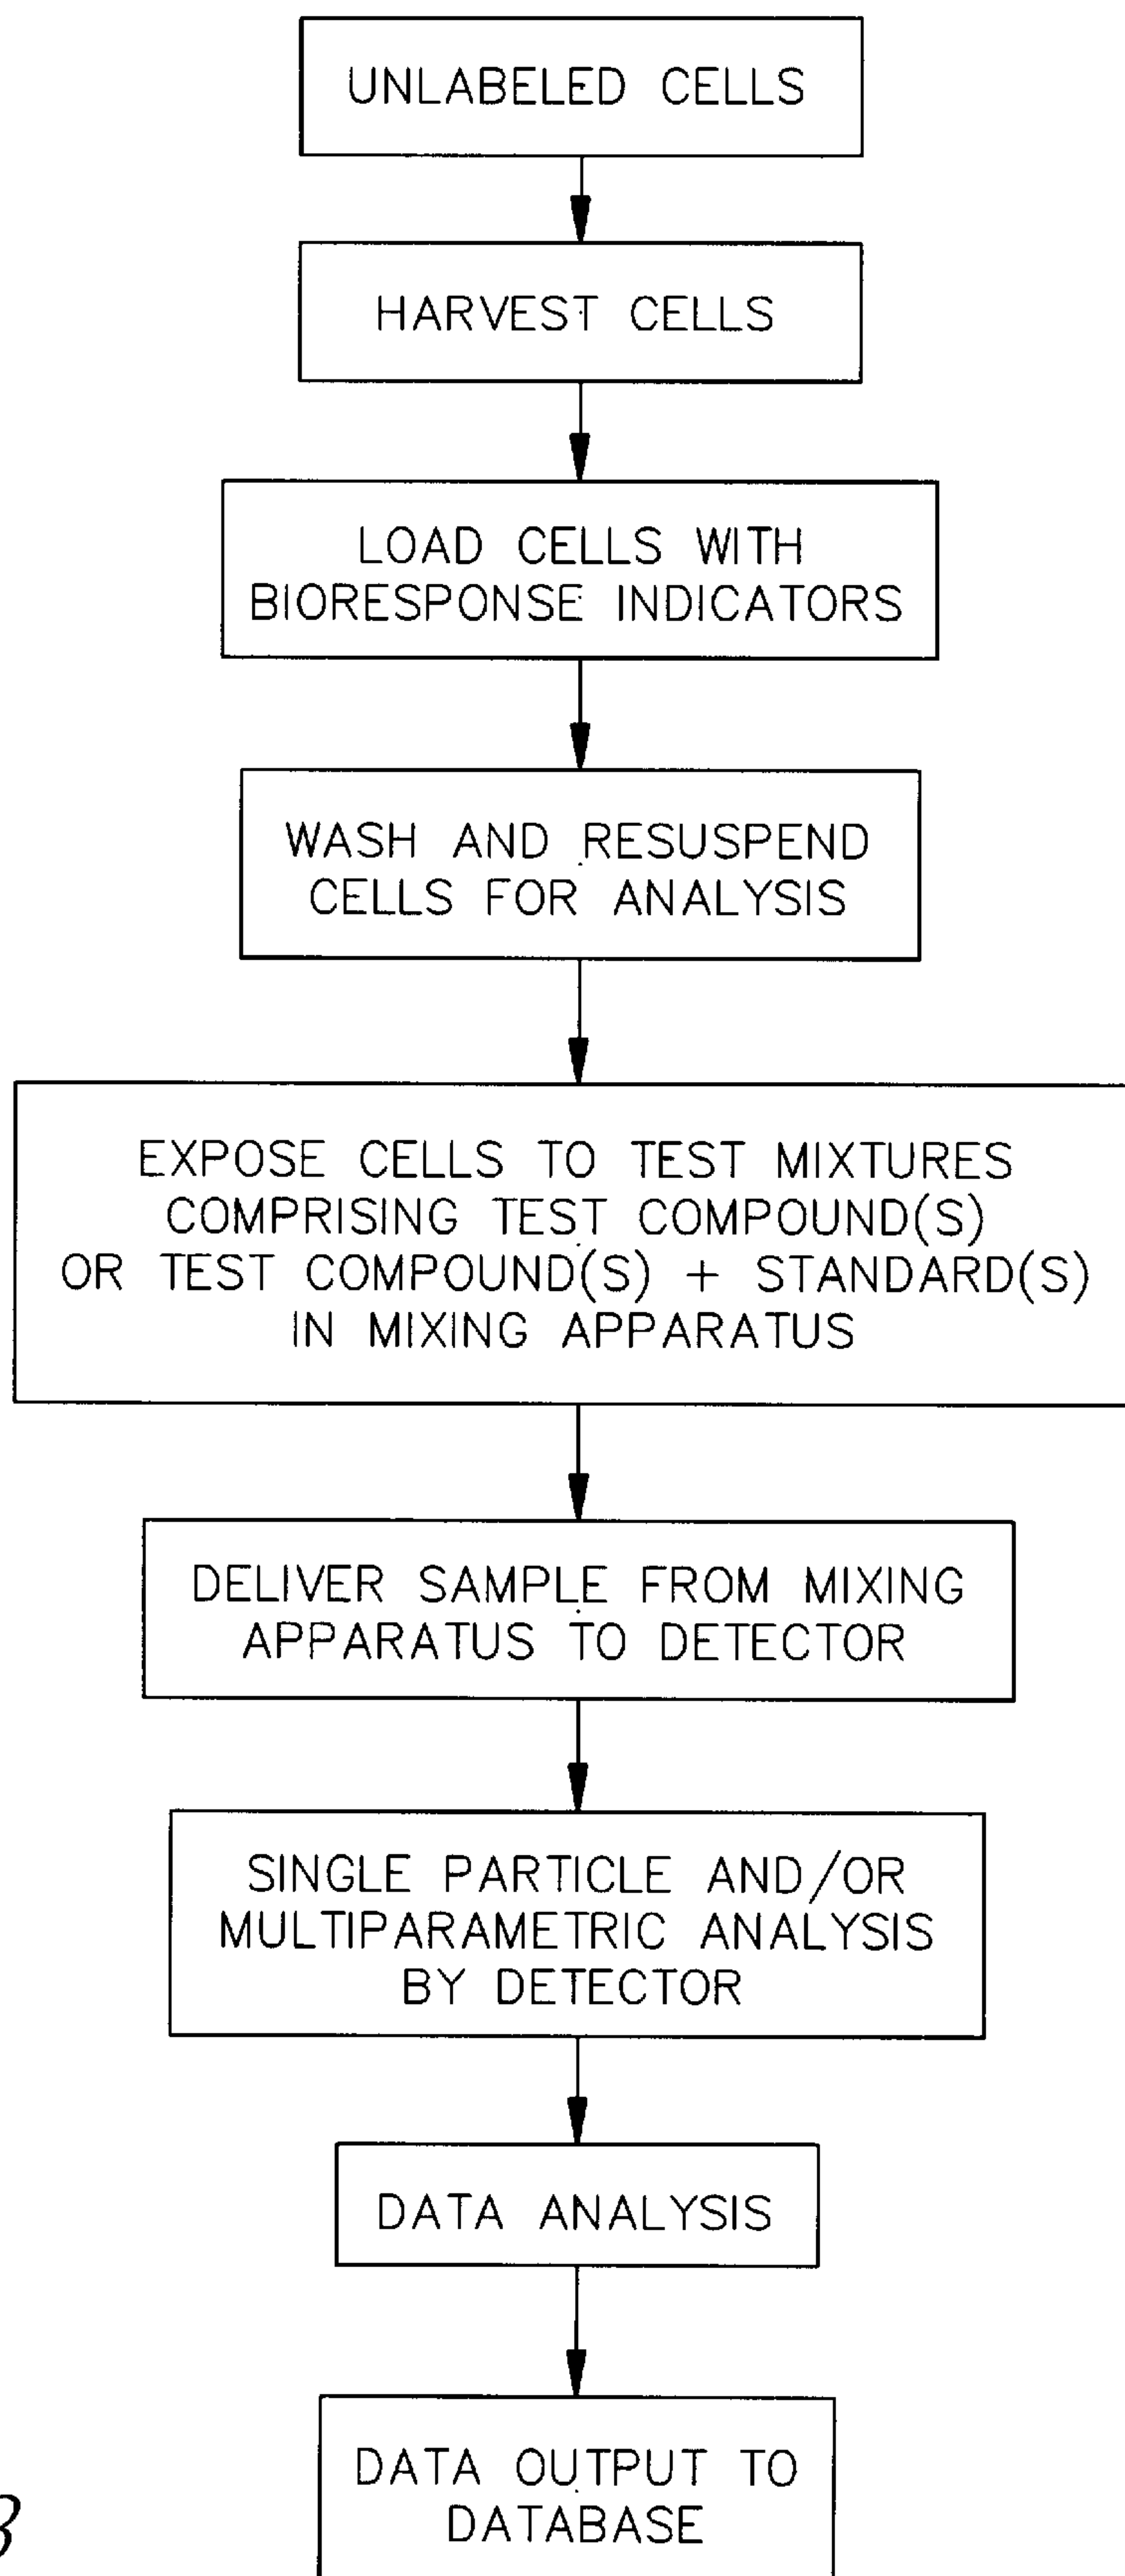 UNLABELED CELLS
HARVEST CELLS
LOAD CELLS WITH
BIORESPONSE INDICATORS
WASH AND RESUSPEND
CELLS FOR ANALYSIS
EXPOSE CELLS TO TEST MIXTURES
COMPRISING TEST COMPOUND(S)
OR TEST COMPOUND(S) + STANDARD(S)
IN MIXING APPARATUS
DELIVER SAMPLE FROM MIXING
APPARATUS TO DETECTOR
SINGLE PARTICLE AND/OR
MULTIPARAMETRIC ANALYSIS
BY DETECTOR
DATA ANALYSIS
DATA OUTPUT TO
DATABASE